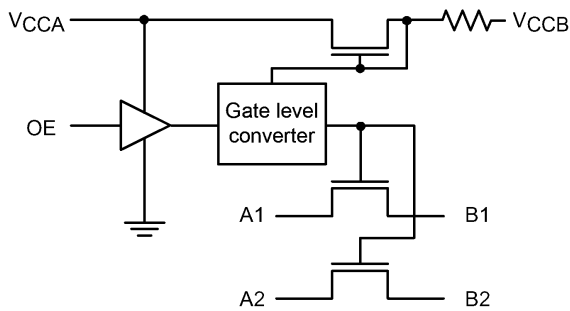 VCCA
VCCB
OE
Gate level
converter
A1
B1
A2
B2